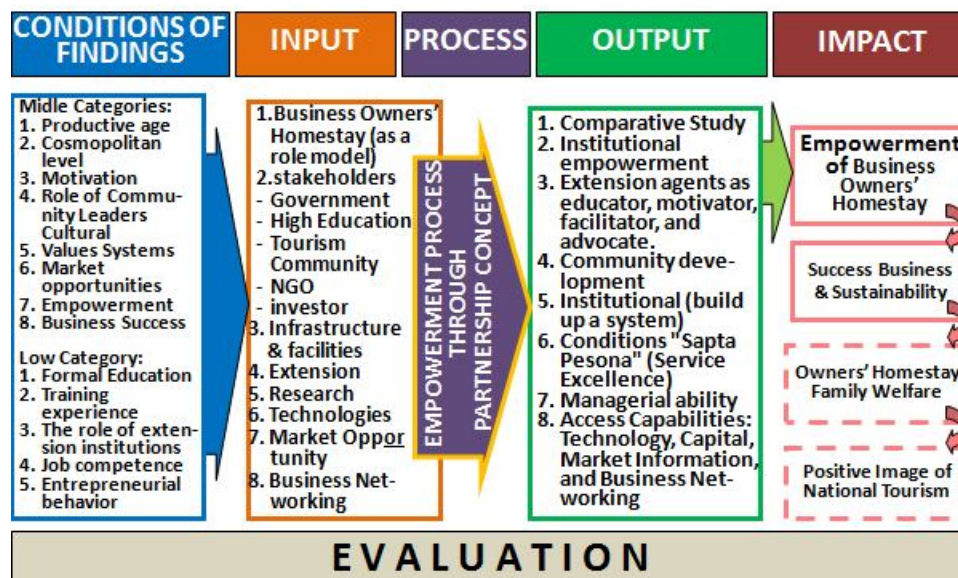 CONDITIONS OF
FINDINGS
INPUT
PROCESS
OUTPUT
IMPACT
Midle Categories:
1. Productive age
2. Cosmopolitan
level
3. Motivation
4. Role of Commu-
nity Leaders
Cultural
5. Values Systems
6. Market
opportunities
7. Empowerment
8. Business Success
Low Category:
1. Formal Education
2. Training
experience
3. The role of exten-
sion institutions
4. Job competence
5. Entrepreneurial
behavior
1.Business Owners'
Homestay (as a
role model)
2.stakeholders
- Government
- High Education
- Tourism
Community
- NGO
- investor
3. Infrastructure
& facilities
4. Extension
5. Research
6. Technologies
7. Market Oppor
tunity
8. Business Net-
working
EMPOWERMENT PROCESS
THROUGH
PARTNERSHIP CONCEPT
1. Comparative Study
2. Institutional
empowerment
3. Extension agents as
educator, motivator,
facilitator, and
advocate.
4. Community deve-
lopment
5. Institutional (build
up a system)
6. Conditions "Sapta
Pesona" (Service
Excellence)
7. Managerial ability
8. Access Capabilities:
Technology, Capital,
Market Information,
and Business Net-
working
Empowerment
of Business
Owners'
Homestay
Success Business
& Sustainability
Owners' Homestay
Family Welfare
Positive Image of
National Tourism
EVALUATION